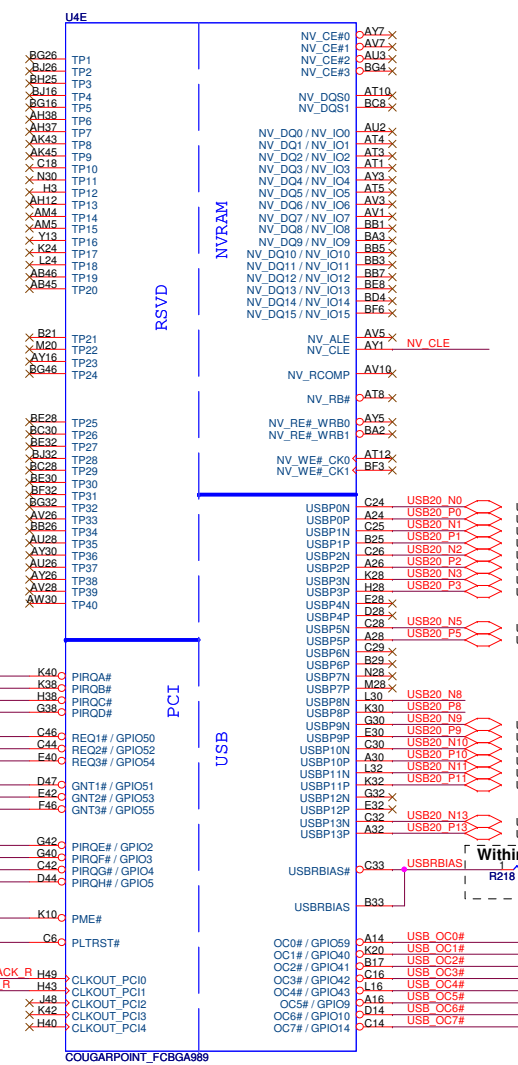 U4E
BG26 TP1
BJ26 TP2
BH25 TP3
BJ16 TP4
BG16 TP5
AH38 TP6
AH37 TP7
AK43 TP8
AK45 TP9
C18 TP10
N30 TP11
H3 TP12
AH12 TP13
AM4 TP14
AM5 TP15
Y13 TP16
K24 TP17
L24 TP18
AB46 TP19
AB45 TP20
B21 TP21
M20 TP22
AY16 TP23
BG46 TP24
BE28 TP25
BC30 TP26
BE32 TP27
BJ32 TP28
BC28 TP29
BE30 TP30
BF32 TP31
BG32 TP32
AV26 TP33
BB26 TP34
AU28 TP35
AY30 TP36
AU26 TP37
AY26 TP38
AV28 TP39
AW30 TP40
RSVD
K40 PIRQA#
K38 PIRQB#
H38 PIRQC#
G38 PIRQD#
C46 REQ1# / GPIO50
C44 REQ2# / GPIO52
E40 REQ3# / GPIO54
D47 GNT1# / GPIO51
E42 GNT2# / GPIO53
F46 GNT3# / GPIO55
G42 PIRQE# / GPIO2
G40 PIRQF# / GPIO3
C42 PIRQG# / GPIO4
D44 PIRQH# / GPIO5
K10 PME#
C6 PLTRST#
ACK_R H49 CLKOUT_PCI0
R H43 CLKOUT_PCI1
J48 CLKOUT_PCI2
K42 CLKOUT_PCI3
H40 CLKOUT_PCI4
PCI
NVRAM
NV_CE#0 AY7
NV_CE#1 AV7
NV_CE#2 AU3
NV_CE#3 BG4
NV_DQS0 AT10
NV_DQS1 BC8
NV_DQ0 / NV_IO0 AU2
NV_DQ1 / NV_IO1 AT4
NV_DQ2 / NV_IO2 AT3
NV_DQ3 / NV_IO3 AT1
NV_DQ4 / NV_IO4 AY3
NV_DQ5 / NV_IO5 AT5
NV_DQ6 / NV_IO6 AV3
NV_DQ7 / NV_IO7 AV1
NV_DQ8 / NV_IO8 BB1
NV_DQ9 / NV_IO9 BA3
NV_DQ10 / NV_IO10 BB5
NV_DQ11 / NV_IO11 BB3
NV_DQ12 / NV_IO12 BB7
NV_DQ13 / NV_IO13 BE8
NV_DQ14 / NV_IO14 BD4
NV_DQ15 / NV_IO15 BF6
NV_ALE AV5
NV_CLE AY1 NV_CLE
NV_RCOMP AV10
NV_RB# AT8
NV_RE#_WRB0 AY5
NV_RE#_WRB1 BA2
NV_WE#_CK0 AT12
NV_WE#_CK1 BF3
USB
USBP0N C24 USB20_N0
USBP0P A24 USB20_P0
USBP1N C25 USB20_N1
USBP1P B25 USB20_P1
USBP2N C26 USB20_N2
USBP2P A26 USB20_P2
USBP3N K28 USB20_N3
USBP3P H28 USB20_P3
USBP4N E28
USBP4P D28
USBP5N C28 USB20_N5
USBP5P A28 USB20_P5
USBP6N C29
USBP6P B29
USBP7N N28
USBP7P M28
USBP8N L30 USB20_N8
USBP8P K30 USB20_P8
USBP9N G30 USB20_N9
USBP9P E30 USB20_P9
USBP10N C30 USB20_N10
USBP10P A30 USB20_P10
USBP11N L32 USB20_N11
USBP11P K32 USB20_P11
USBP12N G32
USBP12P E32
USBP13N C32 USB20_N13
USBP13P A32 USB20_P13
USBRBIAS# C33 USBRBIAS
Within
1
R218
USBRBIAS B33
OC0# / GPIO59 A14 USB_OC0#
OC1# / GPIO40 K20 USB_OC1#
OC2# / GPIO41 B17 USB_OC2#
OC3# / GPIO42 C16 USB_OC3#
OC4# / GPIO43 L16 USB_OC4#
OC5# / GPIO9 A16 USB_OC5#
OC6# / GPIO10 D14 USB_OC6#
OC7# / GPIO14 C14 USB_OC7#
COUGARPOINT_FCBGA989